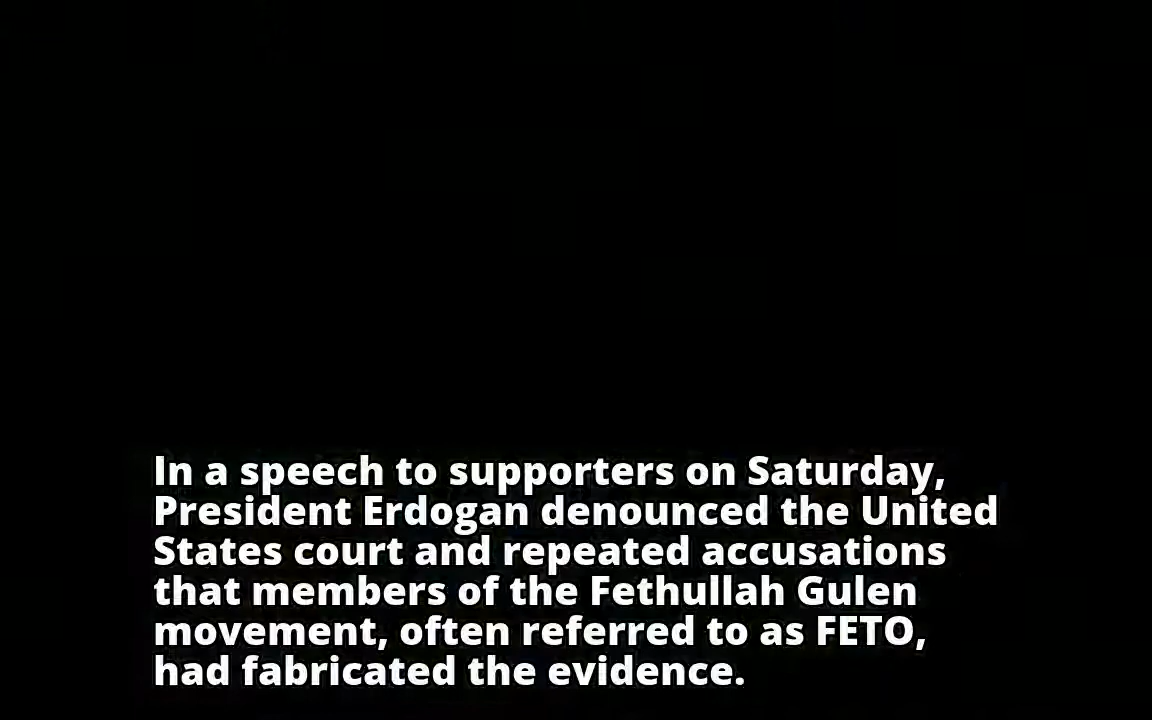 In a speech to supporters on Saturday,
President Erdogan denounced the United
States court and repeated accusations
that members of the Fethullah Gulen
movement, often referred to as FETO,
had fabricated the evidence.